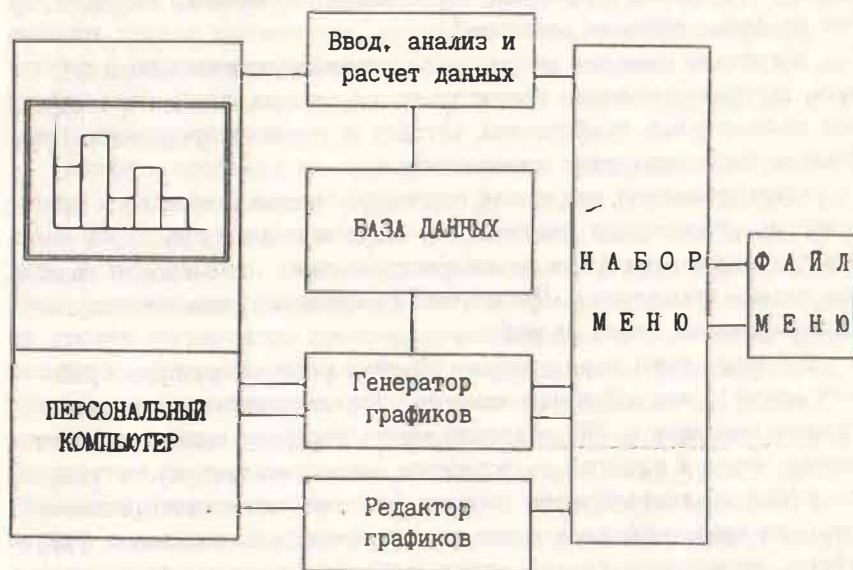 Ввод, анализ и
расчет данных
БАЗА ДАННЫХ
НАБОР
МЕНЮ
ФАЙЛ
МЕНЮ
ПЕРСОНАЛЬНЫЙ
КОМПЬЮТЕР
Генератор
графиков
Редактор
графиков